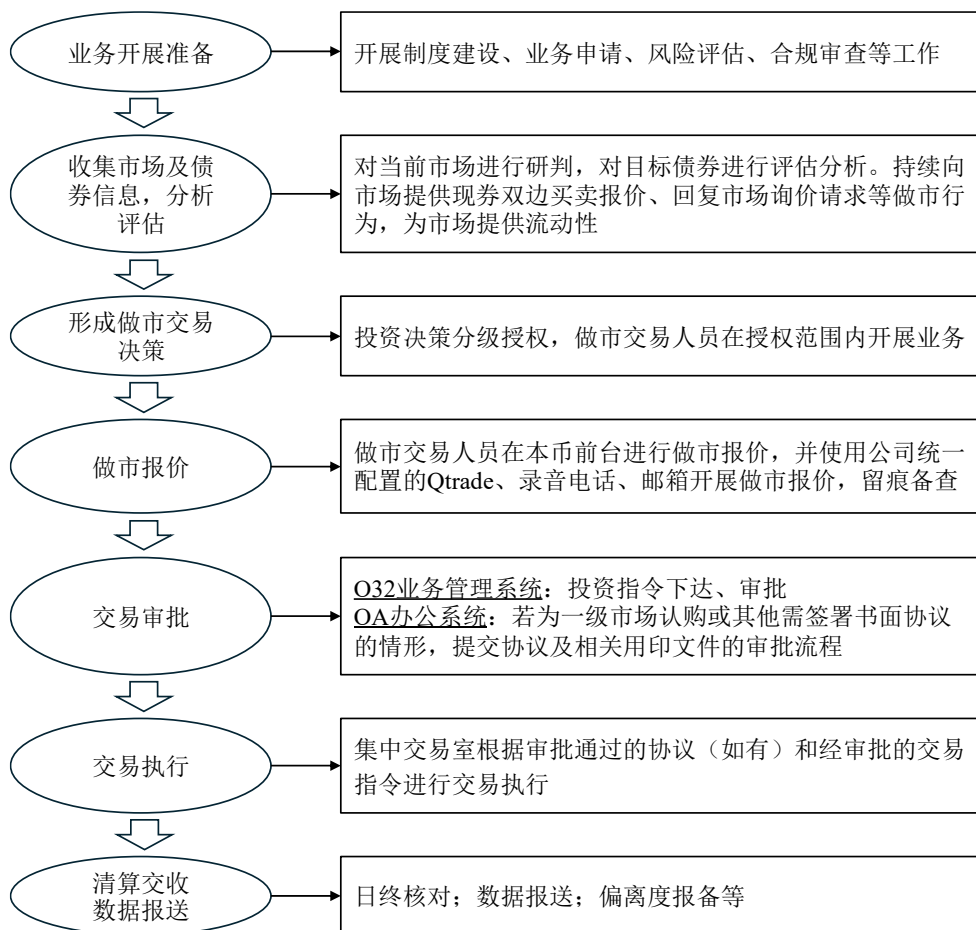 业务开展准备
开展制度建设、业务申请、风险评估、合规审查等工作
收集市场及债
券信息，分析
评估
对当前市场进行研判，对目标债券进行评估分析。持续向
市场提供现券双边买卖报价、回复市场询价请求等做市行
为，为市场提供流动性
形成做市交易
决策
投资决策分级授权，做市交易人员在授权范围内开展业务
做市报价
做市交易人员在本币前台进行做市报价，并使用公司统一
配置的Qtrade、录音电话、邮箱开展做市报价，留痕备查
交易审批
O32业务管理系统：投资指令下达、审批
OA办公系统：若为一级市场认购或其他需签署书面协议
的情形，提交协议及相关用印文件的审批流程
交易执行
集中交易室根据审批通过的协议（如有）和经审批的交易
指令进行交易执行
清算交收
数据报送
日终核对；数据报送；偏离度报备等